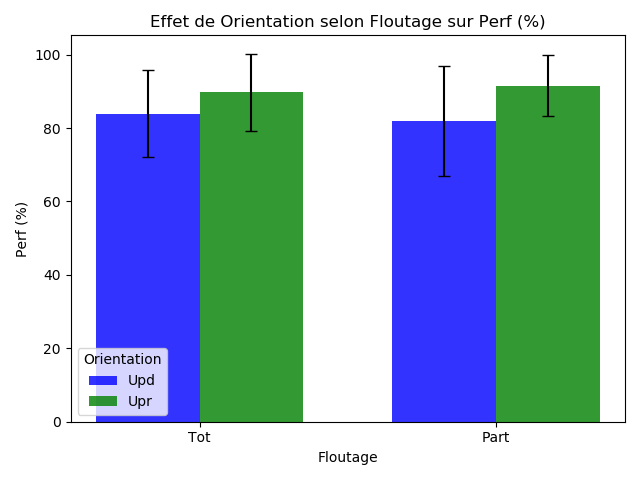 Effet de Orientation selon Floutage sur Perf (%)
100
80
60
40
20
0
Perf (%)
Orientation
Upd
Upr
Tot
Part
Floutage